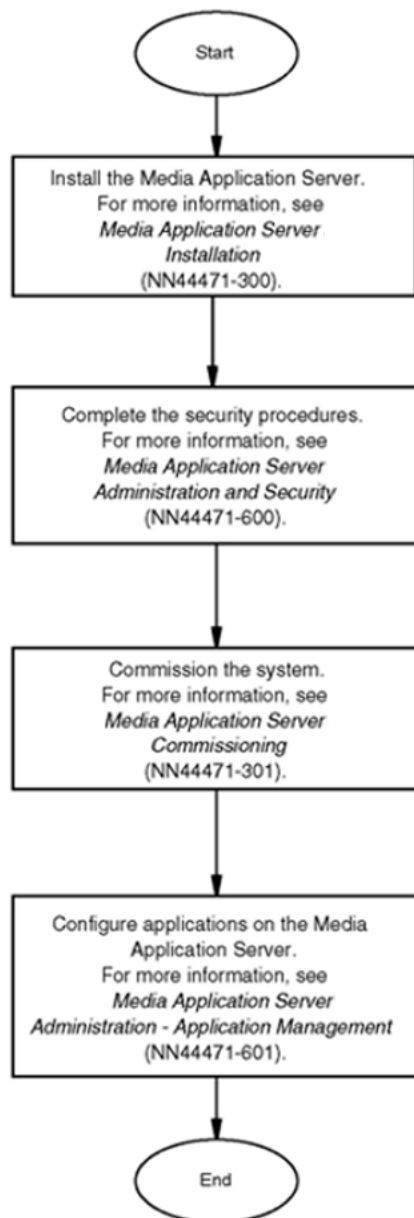 Start
Install the Media Application Server.
For more information, see
Media Application Server
Installation
(NN44471-300).
Complete the security procedures.
For more information, see
Media Application Server
Administration and Security
(NN44471-600).
Commission the system.
For more information, see
Media Application Server
Commissioning
(NN44471-301).
Configure applications on the Media
Application Server.
For more information, see
Media Application Server
Administration - Application Management
(NN44471-601).
End